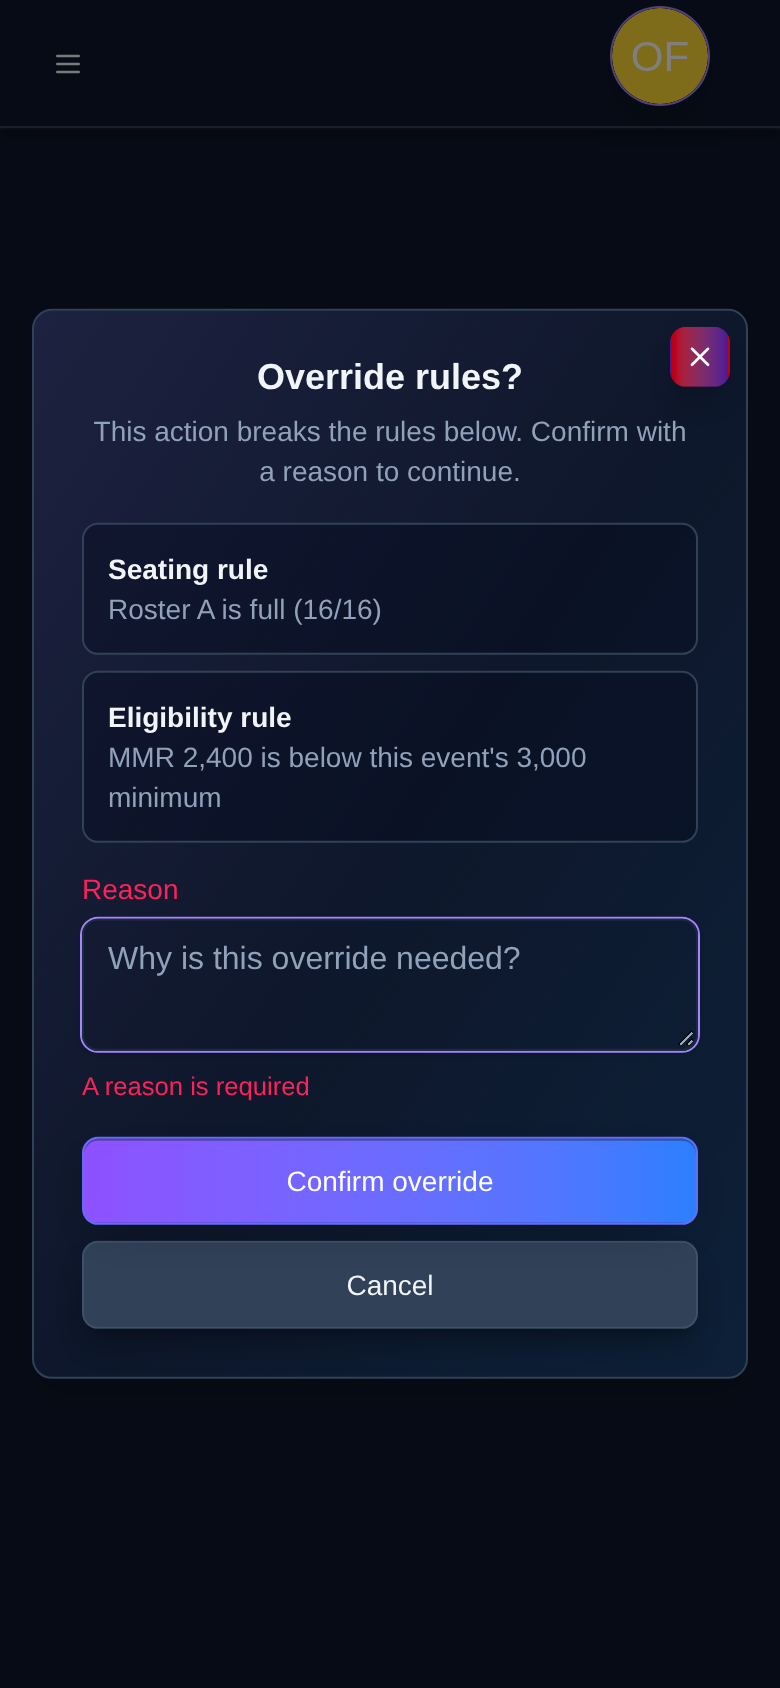 OF
Override rules?
This action breaks the rules below. Confirm with
a reason to continue.
Seating rule
Roster A is full (16/16)
Eligibility rule
MMR 2,400 is below this event's 3,000
minimum
Reason
Why is this override needed?
A reason is required
Confirm override
Cancel